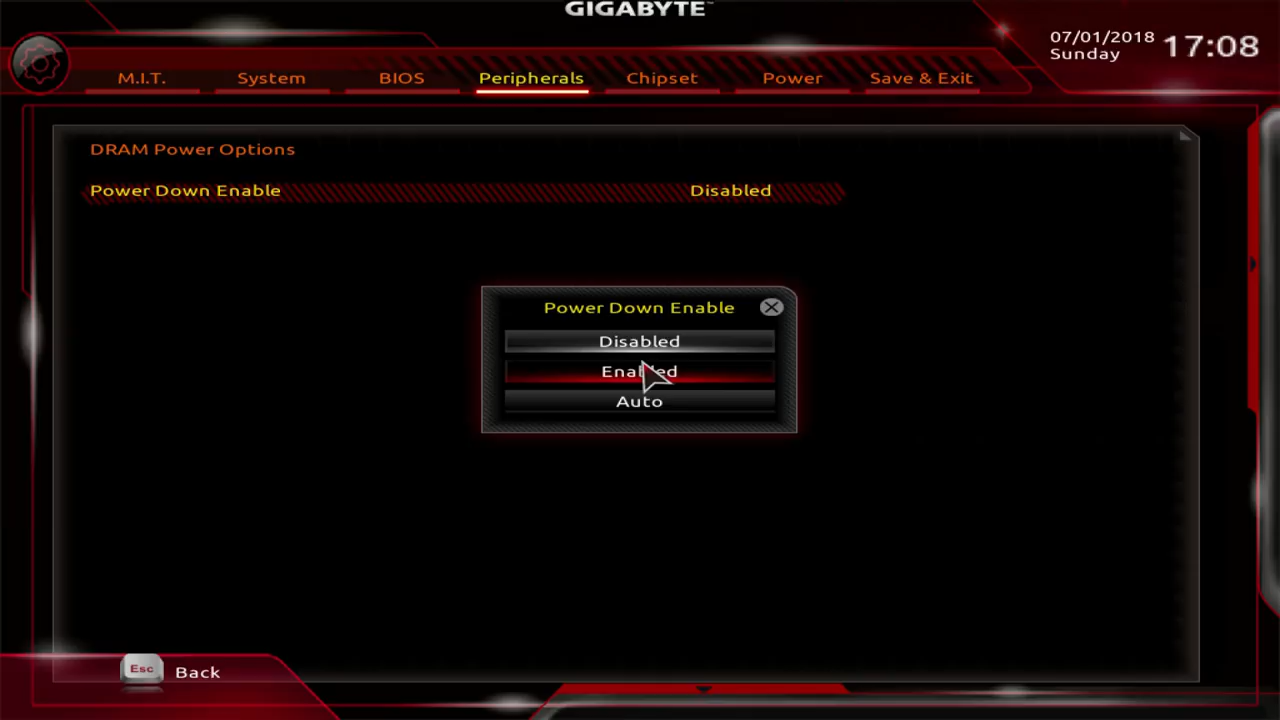 GIGABYTE™
07/01/2018
Sunday
17:08
M.I.T.
System
BIOS
Peripherals
Chipset
Power
Save & Exit
DRAM Power Options
Power Down Enable Disabled
Power Down Enable
Disabled
Enabled
Auto
Esc Back